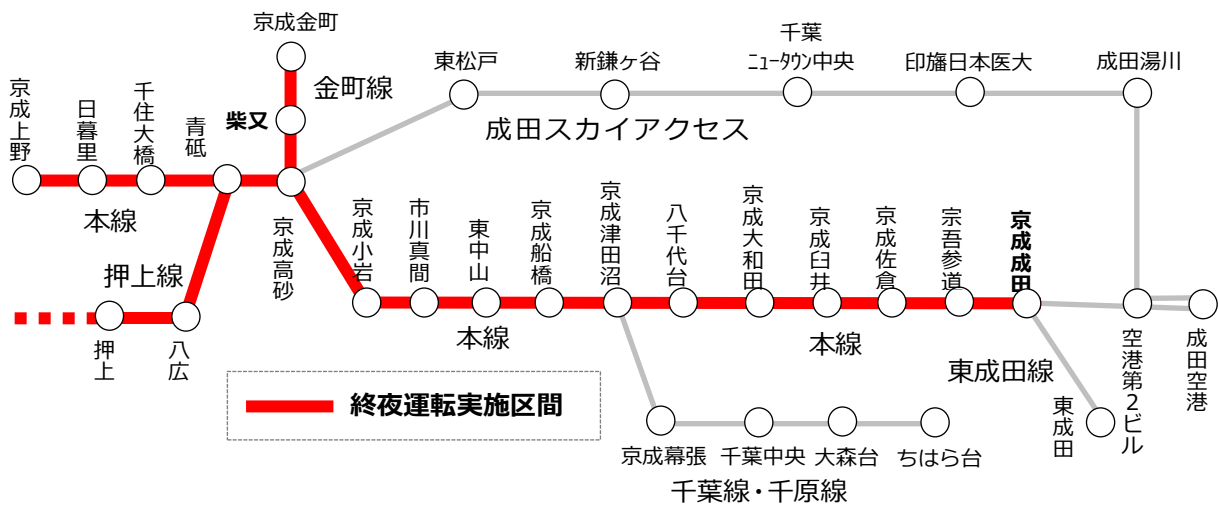 京成金町
金町線
柴又
東松戸
新鎌ヶ谷
千葉
ﾆｭｰﾀｳﾝ中央
印旛日本医大
成田湯川
成田スカイアクセス
京成上野
日暮里
千住大橋
青砥
本線
京成高砂
押上線
押上
八広
京成小岩
市川真間
東中山
京成船橋
京成津田沼
八千代台
京成大和田
京成臼井
京成佐倉
宗吾参道
京成成田
本線
本線
東成田線
東成田
空港第2ビル
成田空港
終夜運転実施区間
京成幕張
千葉中央
大森台
ちはら台
千葉線・千原線